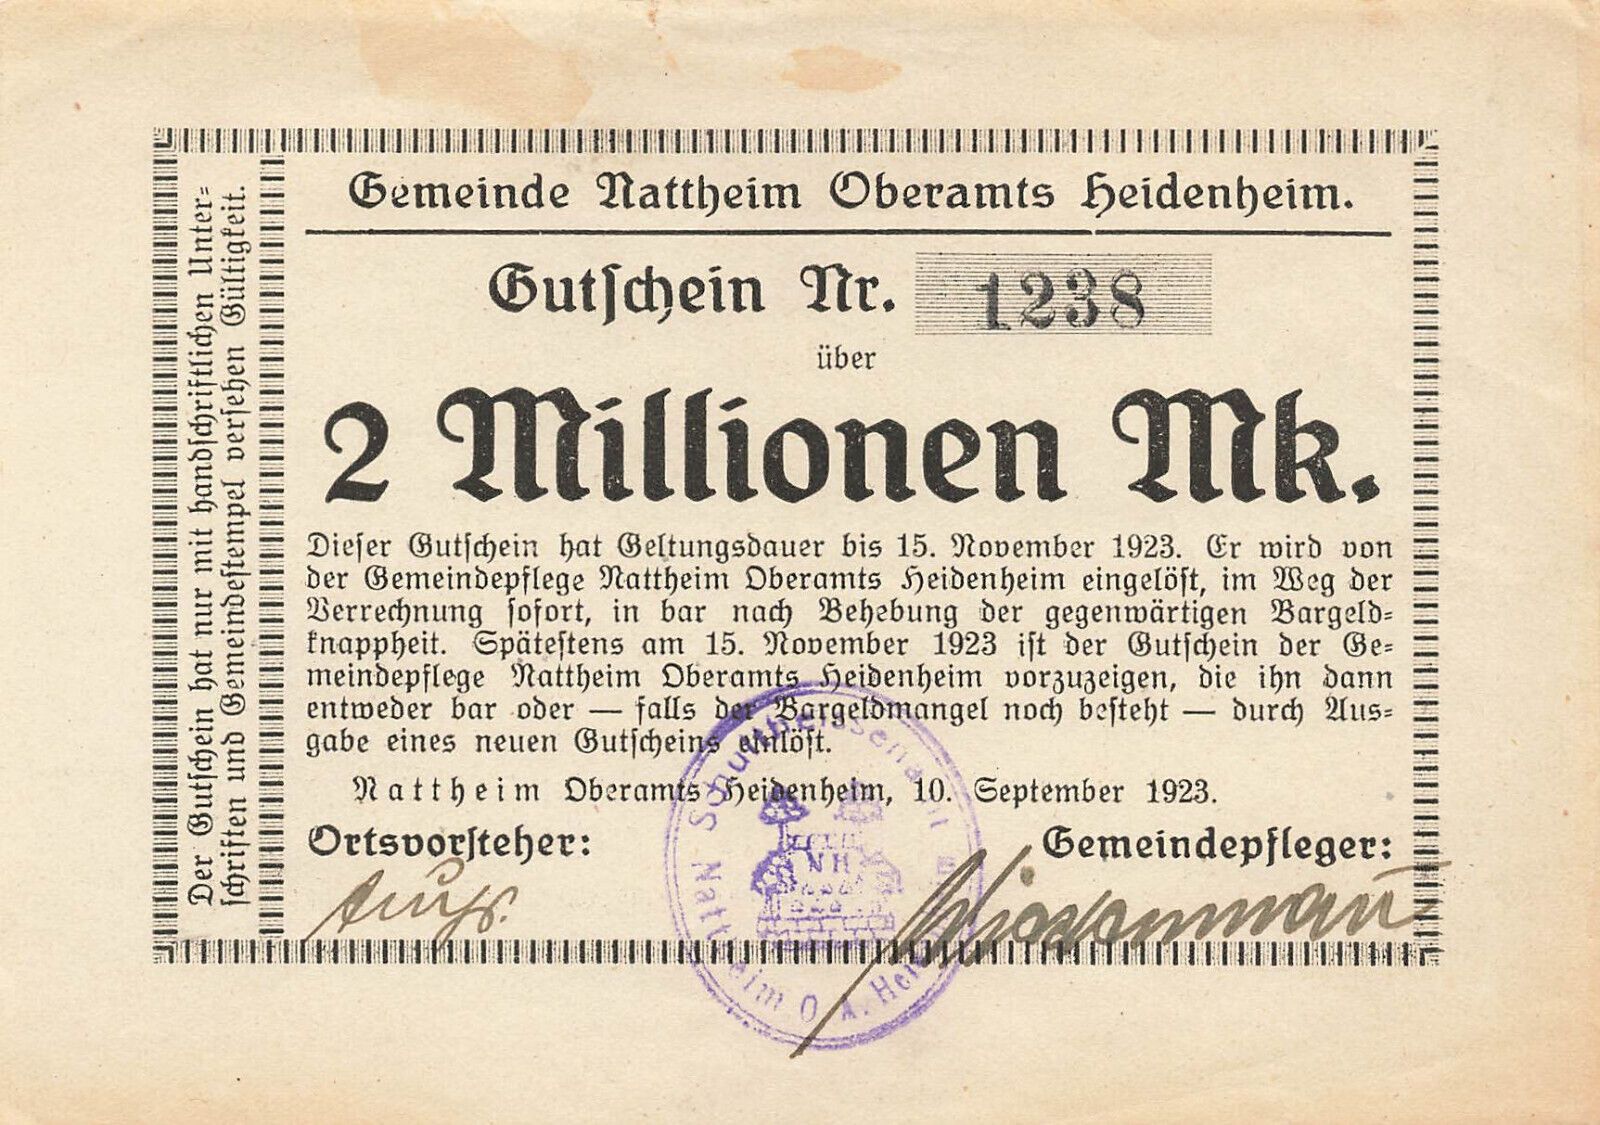 Gemeinde Nattheim Oberamts Heidenheim.
Gutschein Nr. 1238
über
2 Millionen Mk.
Dieser Gutschein hat Geltungsdauer bis 15. November 1923. Er wird von
der Gemeindepflege Nattheim Oberamts Heidenheim eingelöst, im Weg der
Verrechnung sofort, in bar nach Behebung der gegenwärtigen Bargeld=
knappheit. Spätestens am 15. November 1923 ist der Gutschein der Ge=
meindepflege Nattheim Oberamts Heidenheim vorzuzeigen, die ihn dann
entweder bar oder — falls der Bargeldmangel noch besteht — durch Aus=
gabe eines neuen Gutscheins einlöst.
Nattheim Oberamts Heidenheim, 10. September 1923.
Ortsvorsteher:
Gemeindepfleger:
Der Gutschein hat nur mit handschriftlichen Unter=
schriften und Gemeindestempel versehen Gültigkeit.
Schultheissenamt
Nattheim O.A. Heid
NH